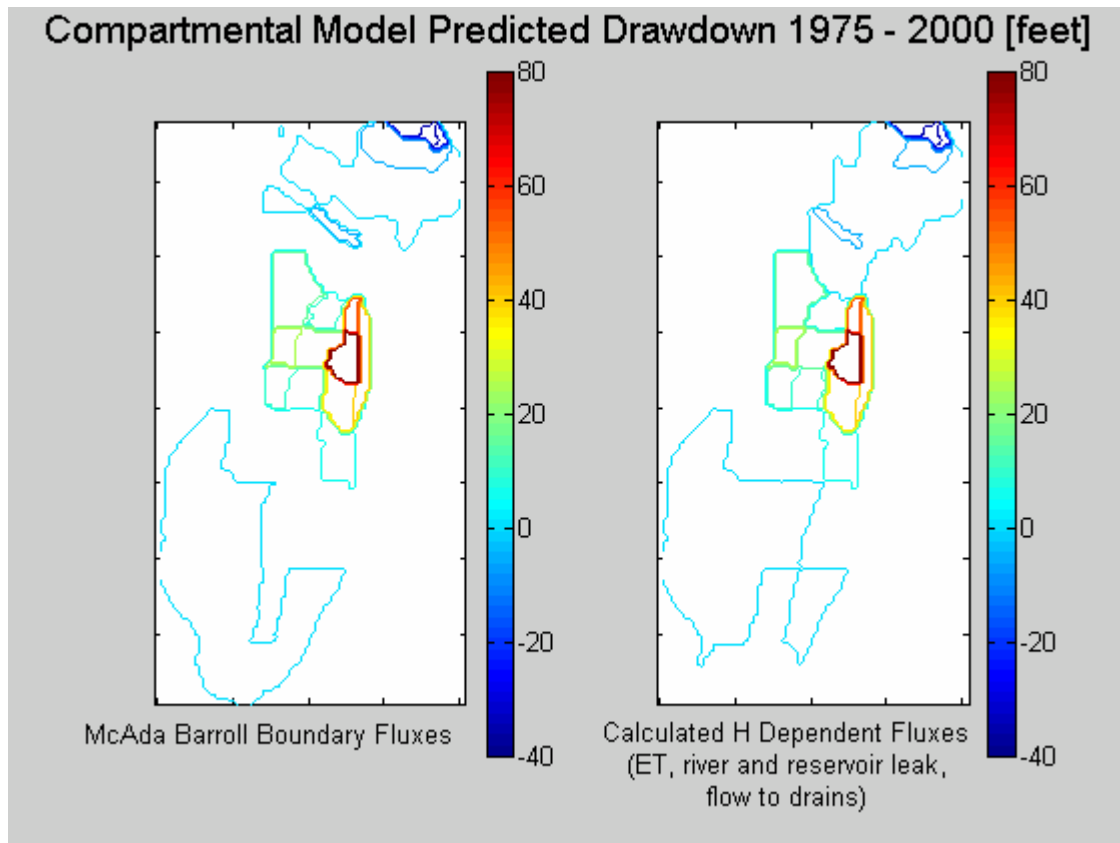 Compartmental Model Predicted Drawdown 1975 - 2000 [feet]
80
60
40
20
0
-20
-40
80
60
40
20
0
-20
-40
McAda Barroll Boundary Fluxes
Calculated H Dependent Fluxes
(ET, river and reservoir leak,
flow to drains)